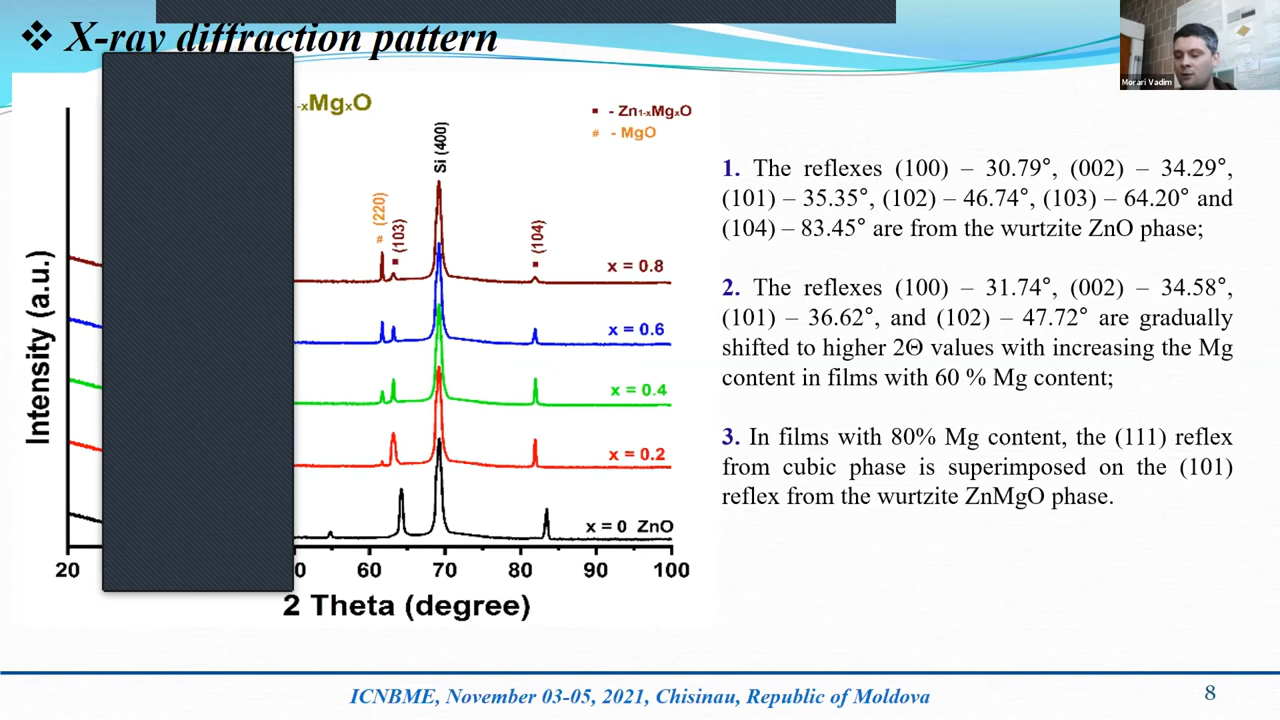 ❖ X-ray diffraction pattern
Morari Vadim
1-xMgxO
▪ - Zn1-xMgxO
# - MgO
Si (400)
# (220)
▪ (103)
▪ (104)
x = 0.8
x = 0.6
x = 0.4
x = 0.2
x = 0 ZnO
Intensity (a.u.)
20
0
60
70
80
90
100
2 Theta (degree)
1. The reflexes (100) – 30.79°, (002) – 34.29°,
(101) – 35.35°, (102) – 46.74°, (103) – 64.20° and
(104) – 83.45° are from the wurtzite ZnO phase;
2. The reflexes (100) – 31.74°, (002) – 34.58°,
(101) – 36.62°, and (102) – 47.72° are gradually
shifted to higher 2Θ values with increasing the Mg
content in films with 60 % Mg content;
3. In films with 80% Mg content, the (111) reflex
from cubic phase is superimposed on the (101)
reflex from the wurtzite ZnMgO phase.
ICNBME, November 03-05, 2021, Chisinau, Republic of Moldova
8